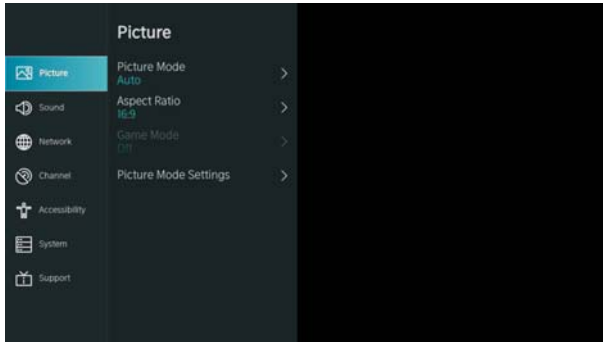 Picture
Sound
Network
Channel
Accessibility
System
Support
Picture
Picture Mode
Auto
Aspect Ratio
16:9
Game Mode
Off
Picture Mode Settings